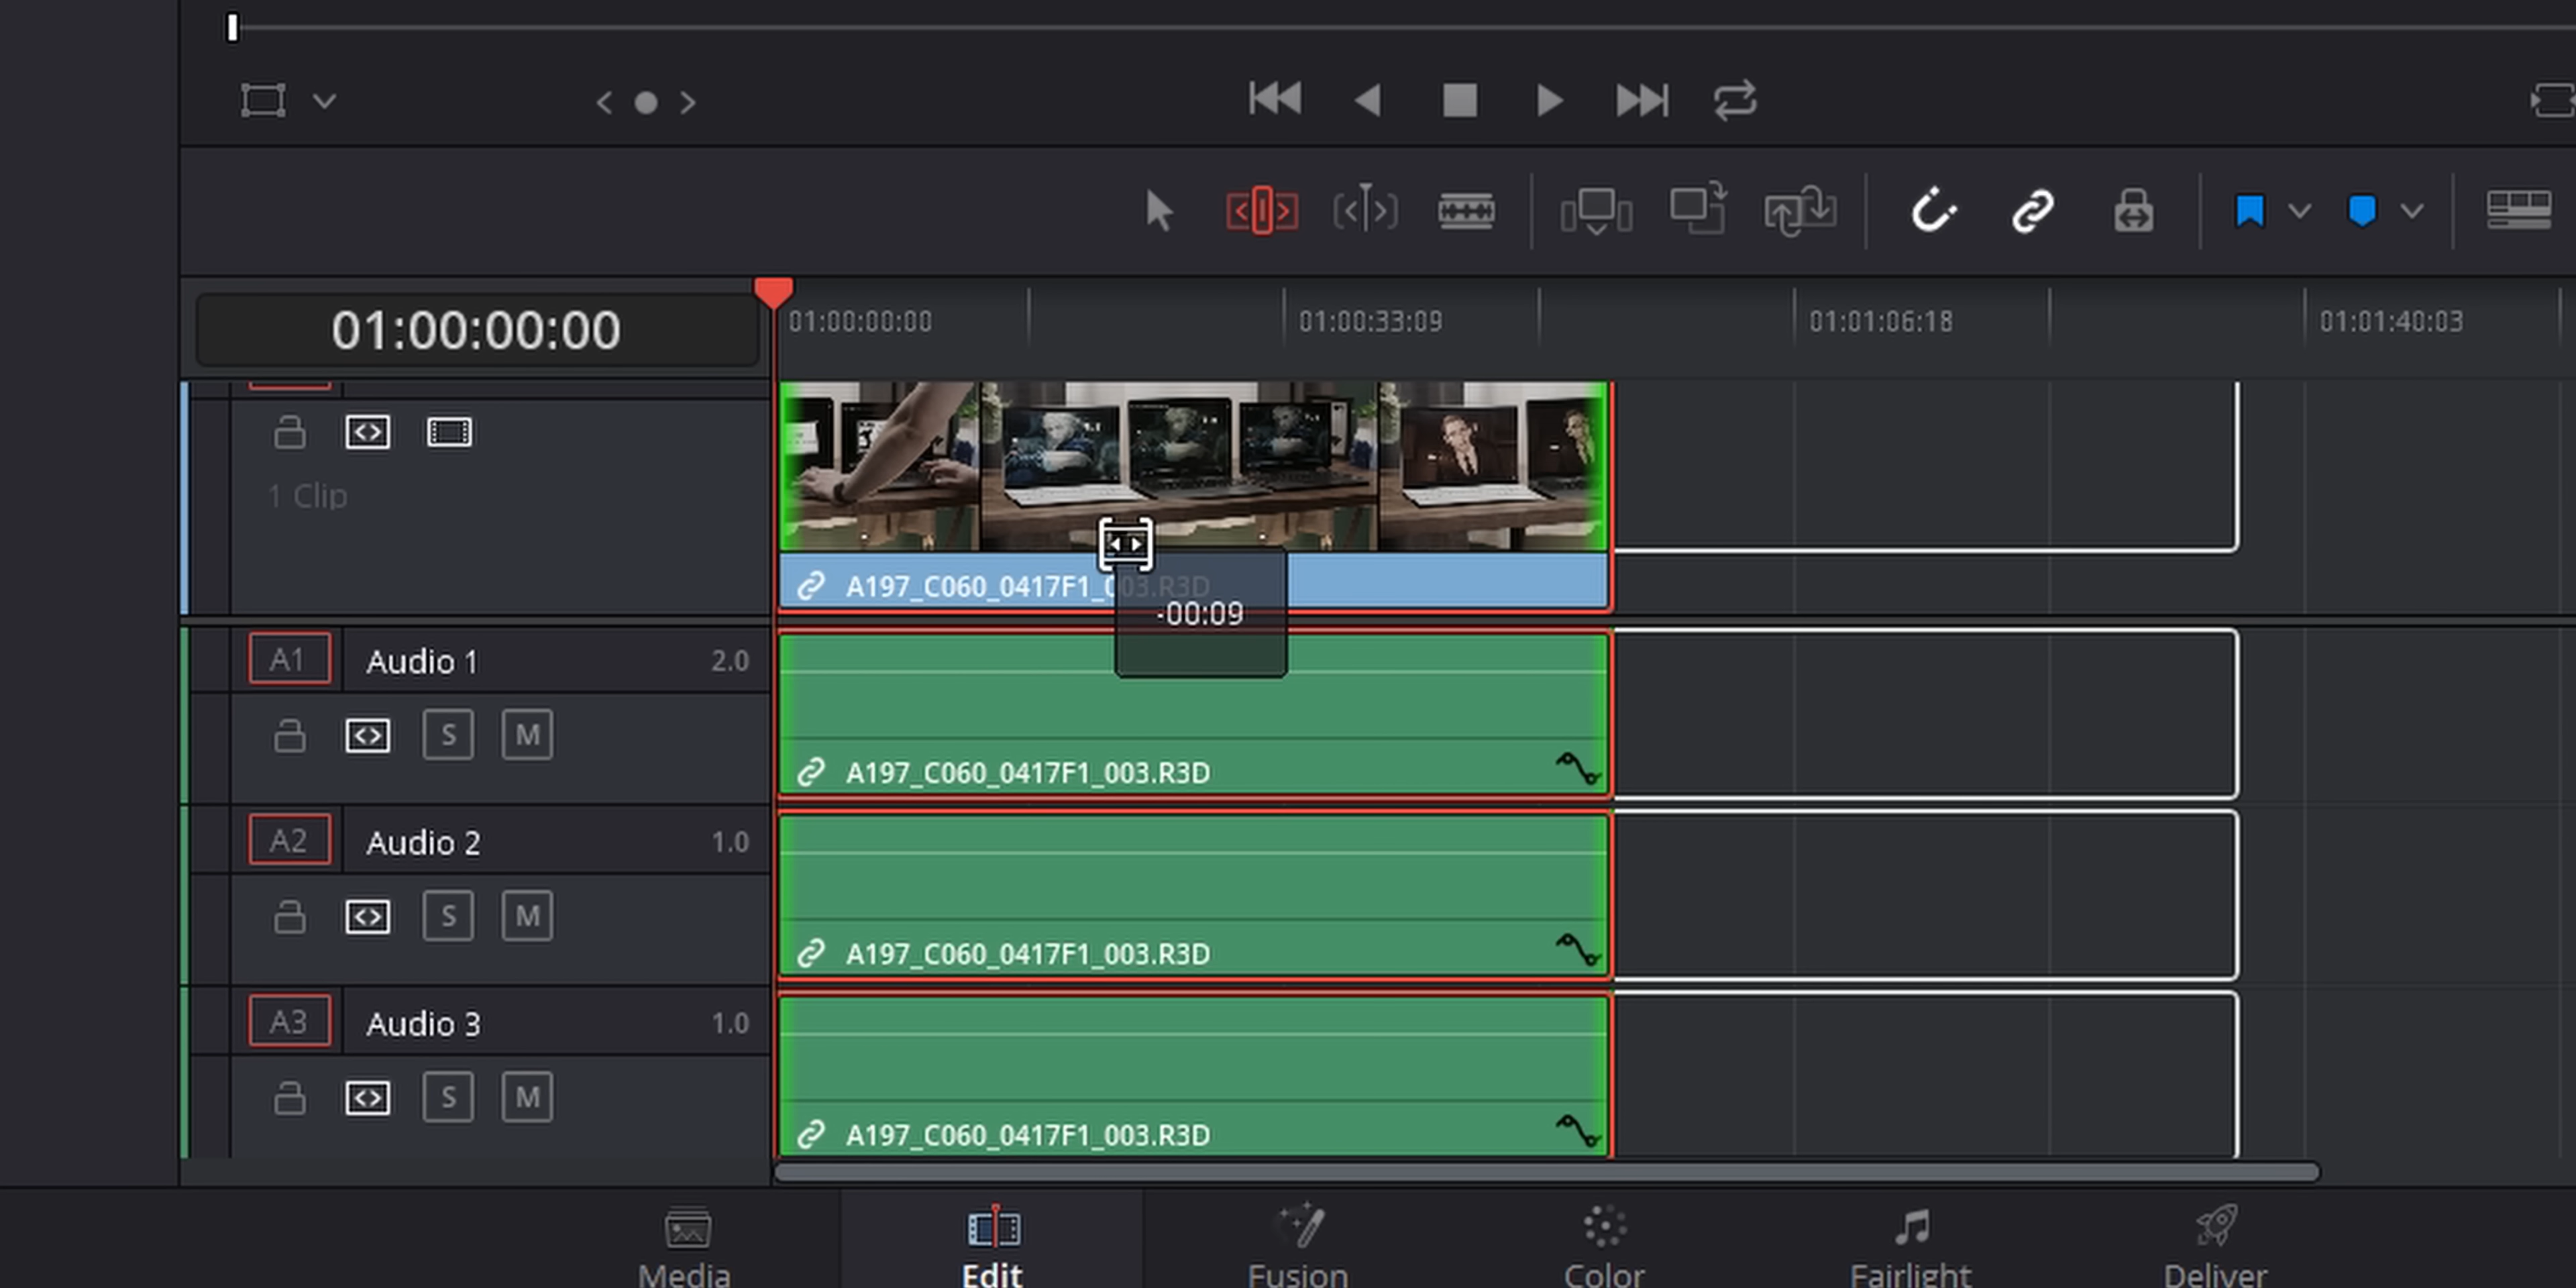 01:00:00:00
01:00:00:00 01:00:33:09 01:01:06:18 01:01:40:03
1 Clip
A197_C060_0417F1_003.R3D
-00:09
A1 Audio 1 2.0
S M
A197_C060_0417F1_003.R3D
A2 Audio 2 1.0
S M
A197_C060_0417F1_003.R3D
A3 Audio 3 1.0
S M
A197_C060_0417F1_003.R3D
Media Edit Fusion Color Fairlight Deliver